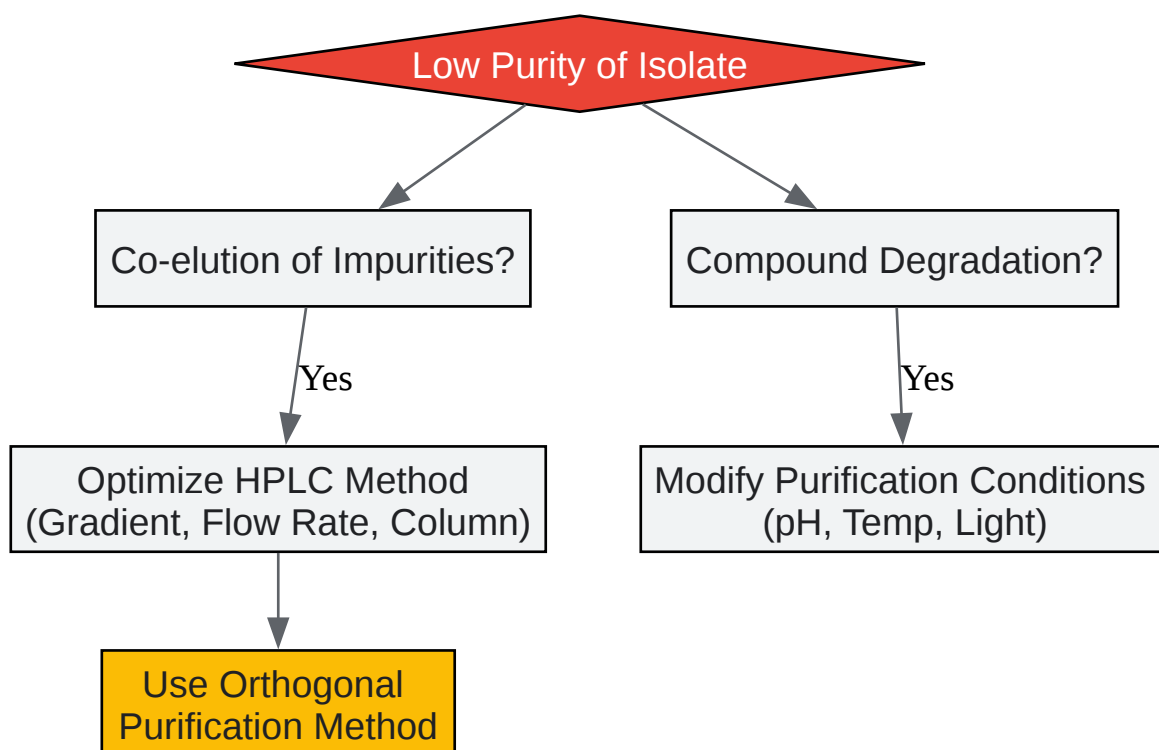 Low Purity of Isolate
Co-elution of Impurities?
Compound Degradation?
Yes
Yes
Optimize HPLC Method
(Gradient, Flow Rate, Column)
Modify Purification Conditions
(pH, Temp, Light)
Use Orthogonal
Purification Method